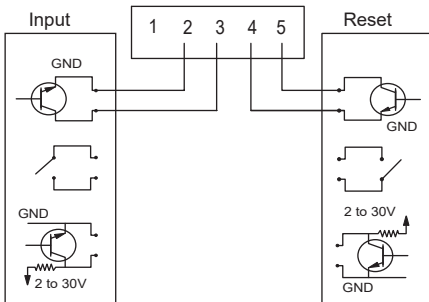 Input
1 2 3 4 5
Reset
GND
GND
GND
2 to 30V
2 to 30V
GND